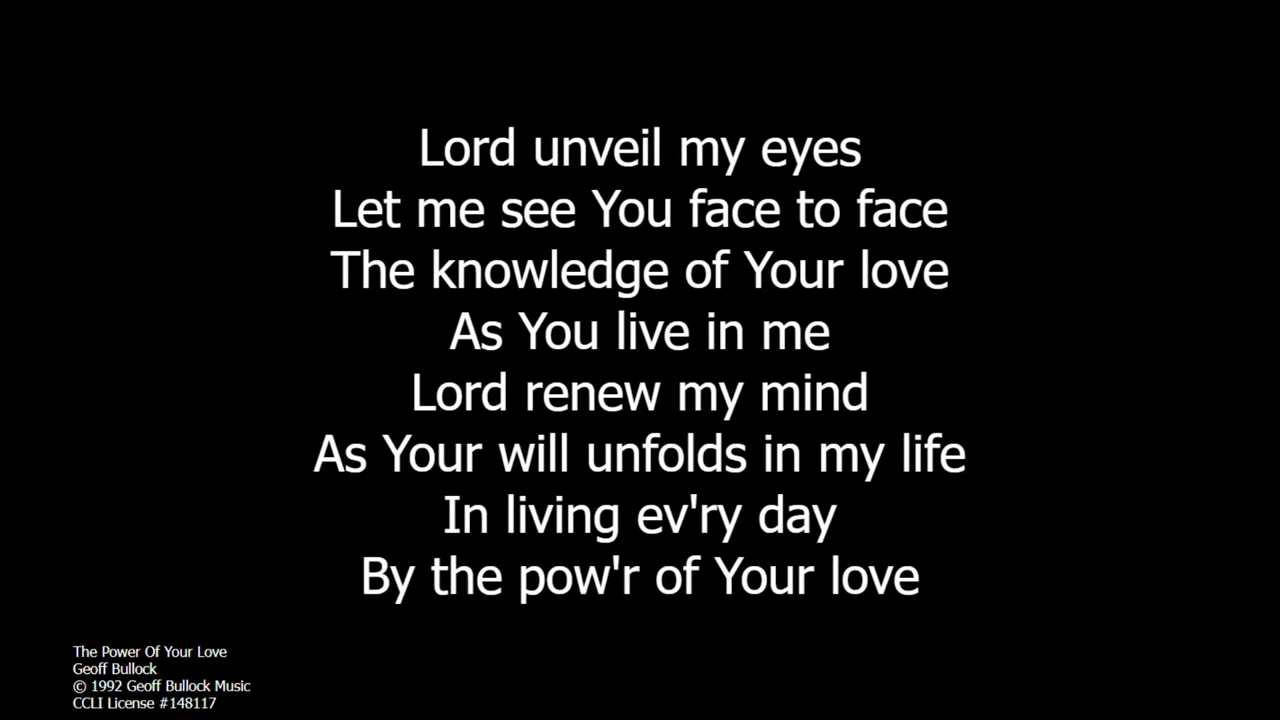 Lord unveil my eyes
Let me see You face to face
The knowledge of Your love
As You live in me
Lord renew my mind
As Your will unfolds in my life
In living ev'ry day
By the pow'r of Your love
The Power Of Your Love
Geoff Bullock
© 1992 Geoff Bullock Music
CCLI License #148117